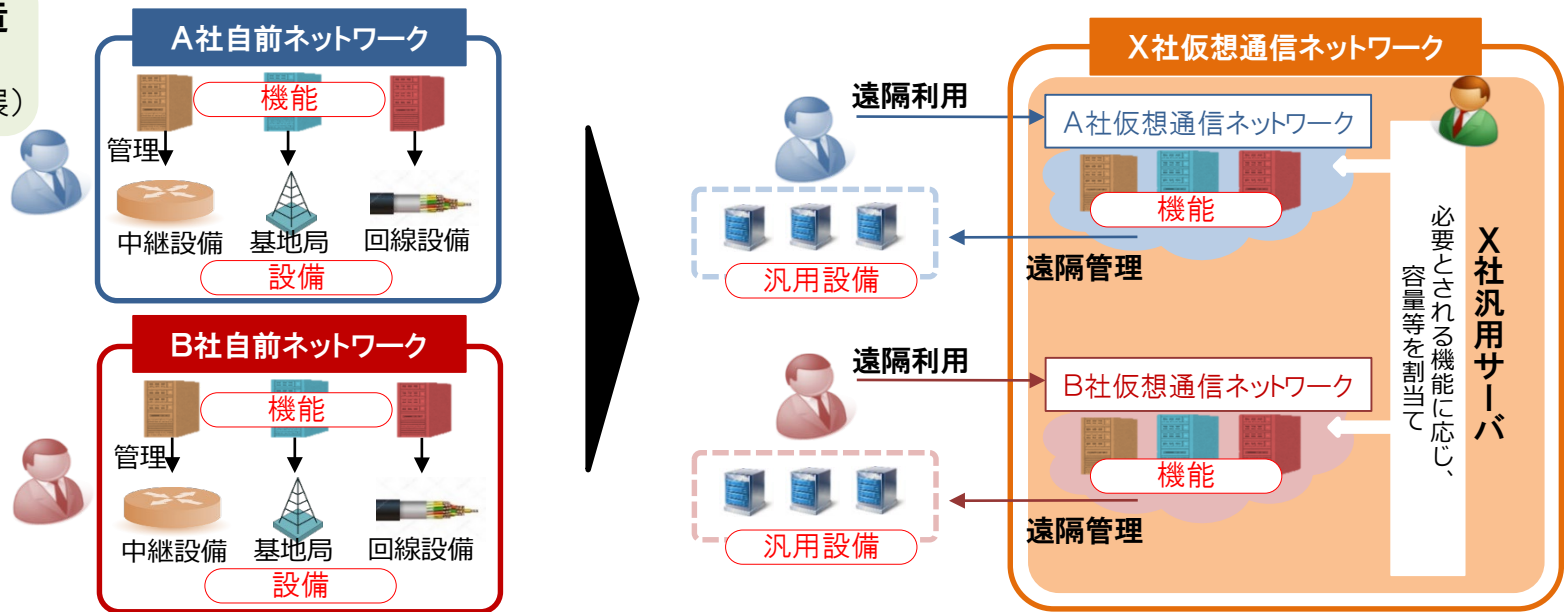 展）
A社自前ネットワーク
機能
管理
中継設備
基地局
回線設備
設備
B社自前ネットワーク
機能
管理
中継設備
基地局
回線設備
設備
遠隔利用
汎用設備
遠隔管理
遠隔利用
汎用設備
遠隔管理
X社仮想通信ネットワーク
A社仮想通信ネットワーク
機能
B社仮想通信ネットワーク
機能
X社汎用サーバ
必要とされる機能に応じ、
容量等を割当て